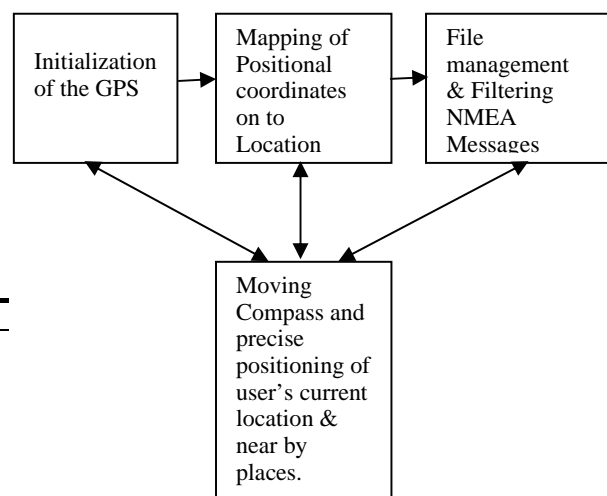 Initialization
of the GPS
Mapping of
Positional
coordinates
on to
Location
File
management
& Filtering
NMEA
Messages
Moving
Compass and
precise
positioning of
user's current
location &
near by
places.